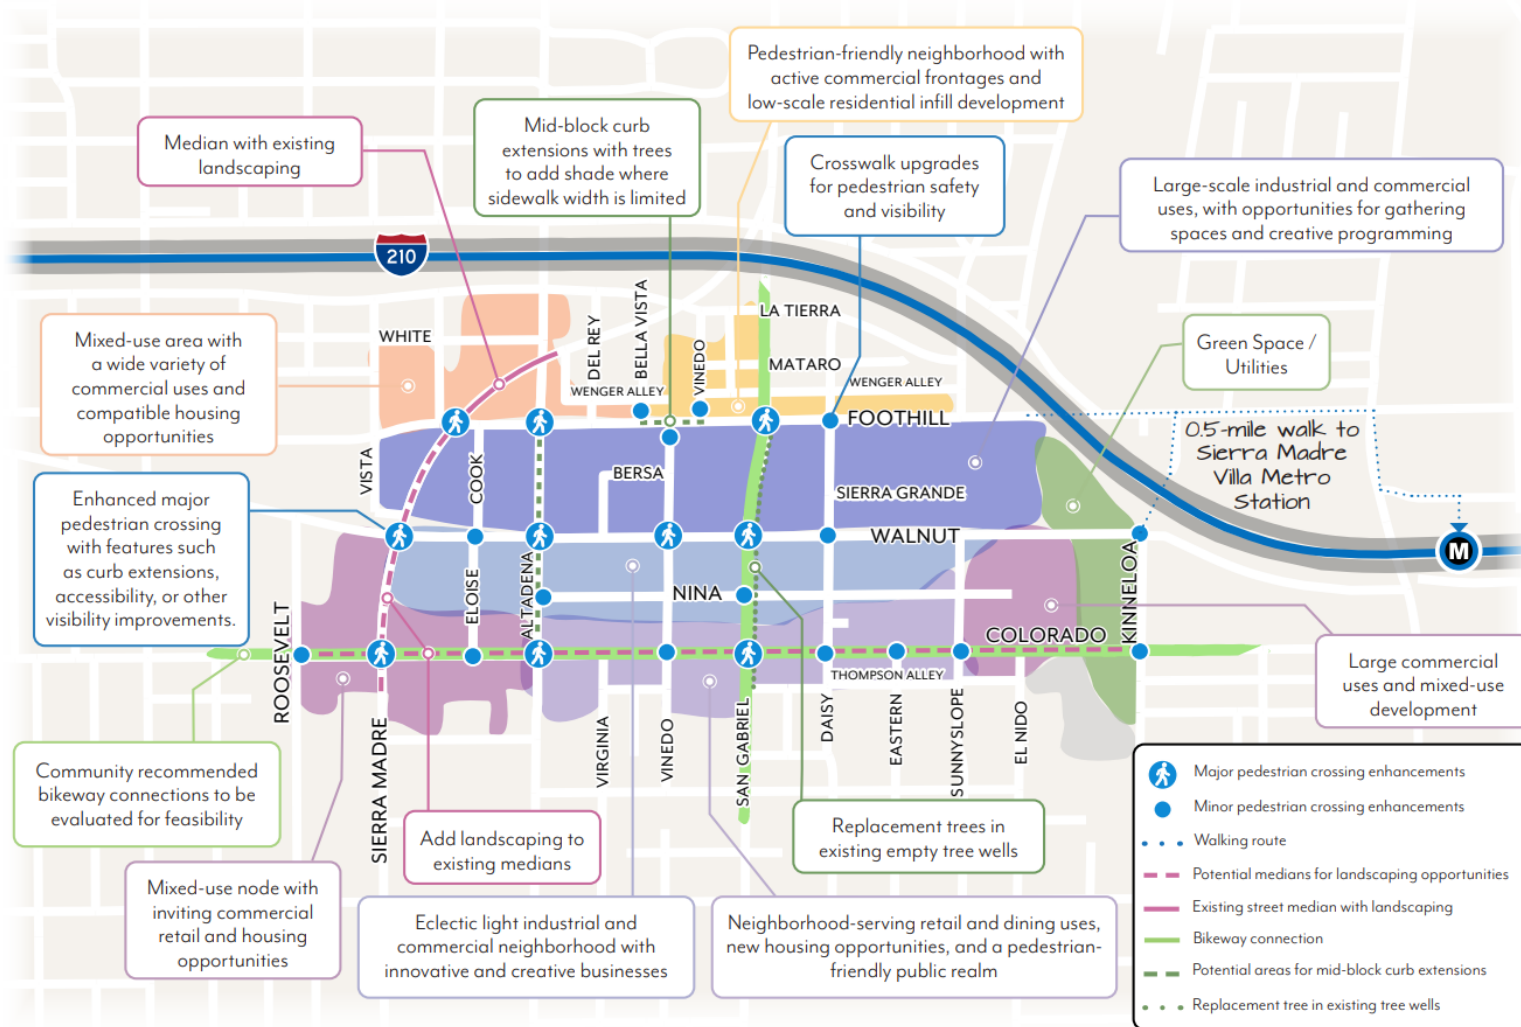 Pedestrian-friendly neighborhood with
active commercial frontages and
low-scale residential infill development
Mid-block curb
extensions with trees
to add shade where
sidewalk width is limited
Median with existing
landscaping
Crosswalk upgrades
for pedestrian safety
and visibility
Large-scale industrial and commercial
uses, with opportunities for gathering
spaces and creative programming
210
Mixed-use area with
a wide variety of
commercial uses and
compatible housing
opportunities
Green Space /
Utilities
WHITE
DEL REY
BELLA VISTA
VINEDO
LA TIERRA
MATARO
WENGER ALLEY
WENGER ALLEY
FOOTHILL
0.5-mile walk to
Sierra Madre
Villa Metro
Station
M
VISTA
COOK
BERSA
SIERRA GRANDE
WALNUT
Enhanced major
pedestrian crossing
with features such
as curb extensions,
accessibility, or other
visibility improvements.
ELOISE
ALTADENA
NINA
KINNELOA
COLORADO
ROOSEVELT
THOMPSON ALLEY
SIERRA MADRE
VIRGINIA
VINEDO
SAN GABRIEL
DAISY
EASTERN
SUNNYSLOPE
EL NIDO
Large commercial
uses and mixed-use
development
Community recommended
bikeway connections to be
evaluated for feasibility
Add landscaping to
existing medians
Replacement trees in
existing empty tree wells
Mixed-use node with
inviting commercial
retail and housing
opportunities
Eclectic light industrial and
commercial neighborhood with
innovative and creative businesses
Neighborhood-serving retail and dining uses,
new housing opportunities, and a pedestrian-
friendly public realm
Major pedestrian crossing enhancements
Minor pedestrian crossing enhancements
Walking route
Potential medians for landscaping opportunities
Existing street median with landscaping
Bikeway connection
Potential areas for mid-block curb extensions
Replacement tree in existing tree wells